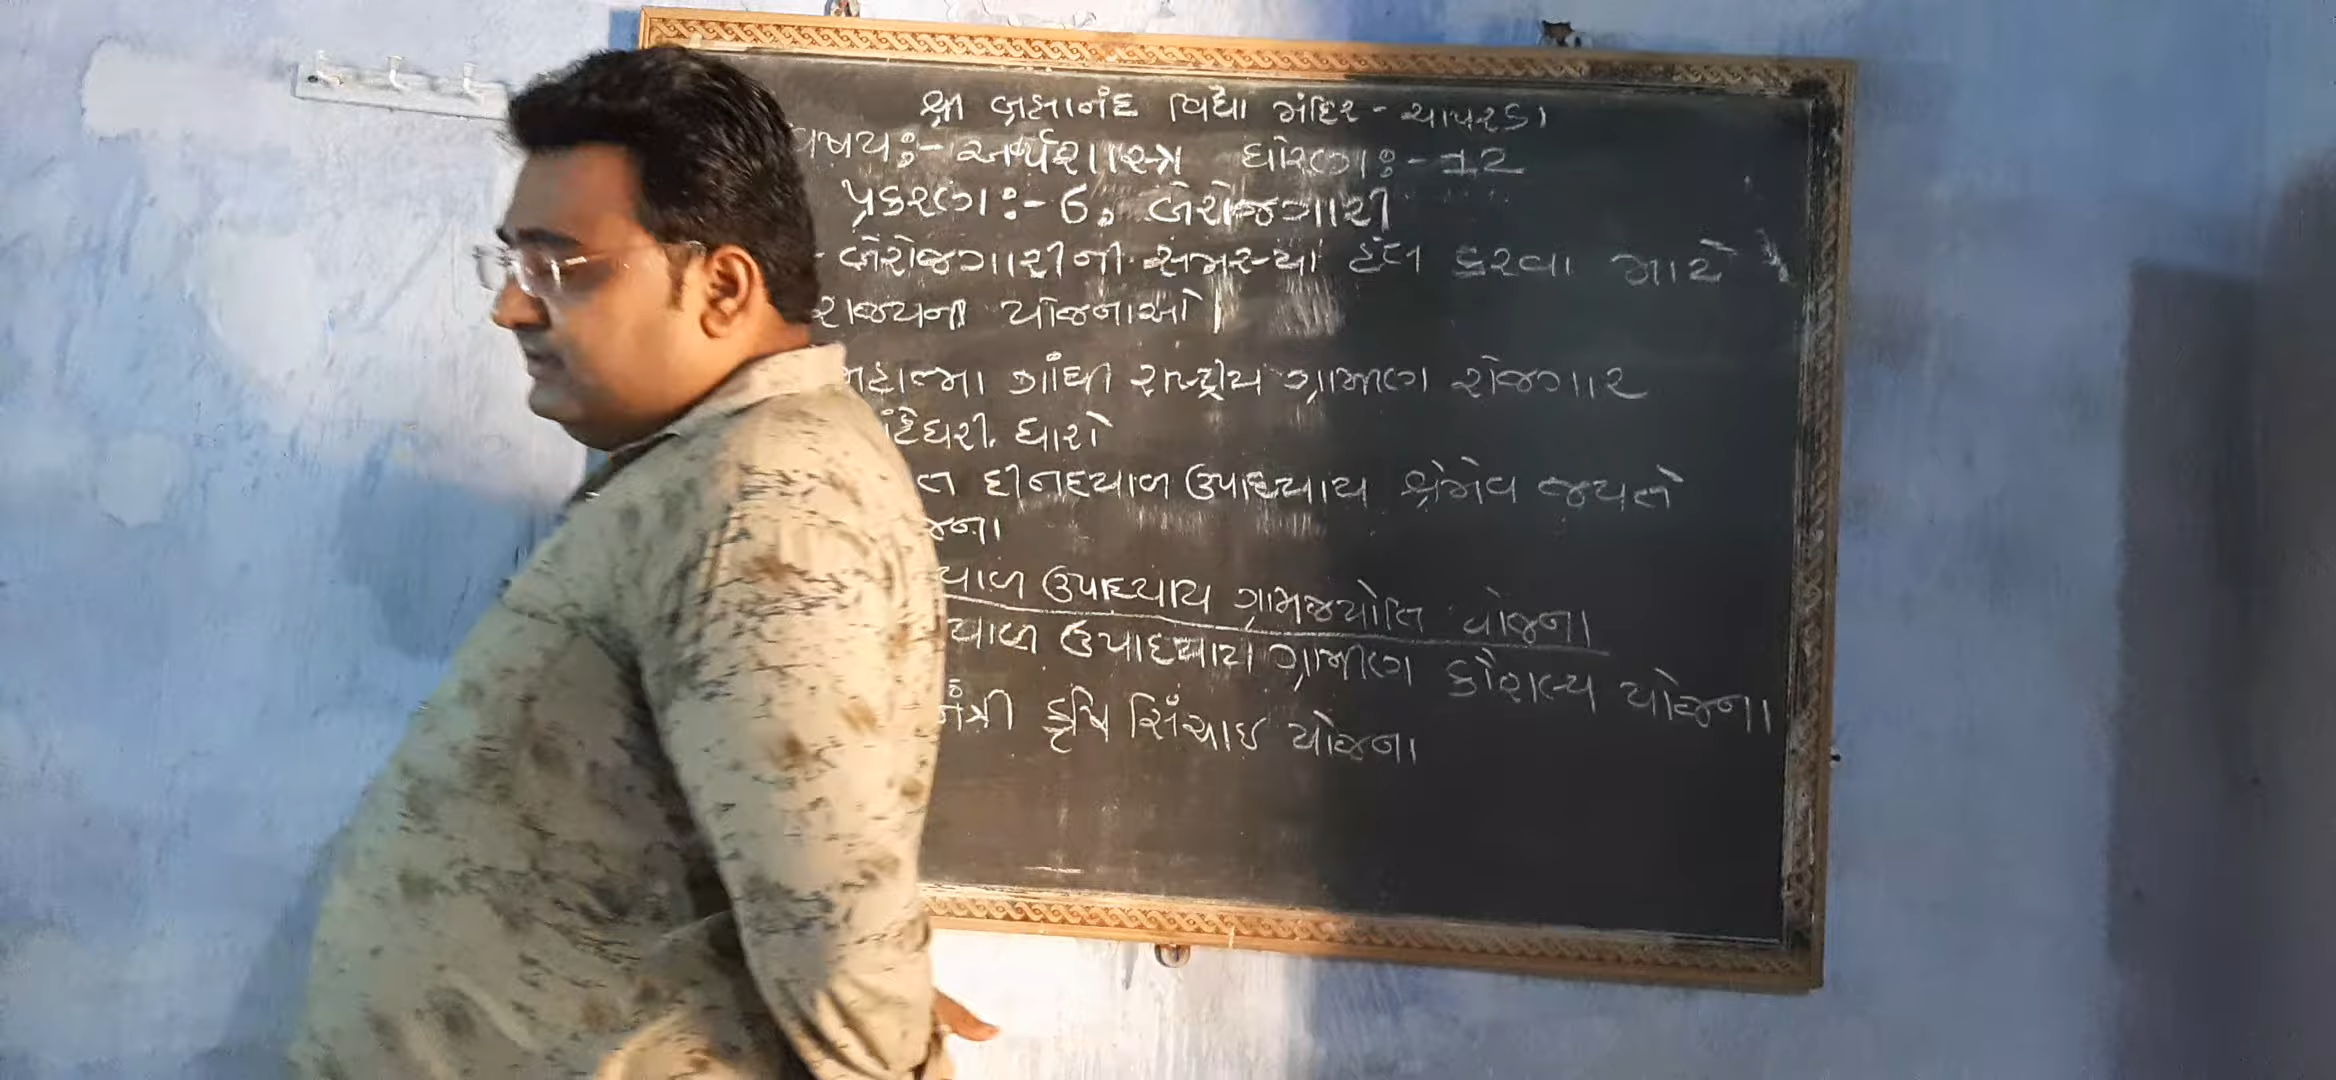 શ્રી બ્રહ્માનંદ વિદ્યા મંદિર - ચાપરડા
વિષય:- અર્થશાસ્ત્ર ધોરણ:- 12
પ્રકરણ:- 6. બેરોજગારી
- બેરોજગારીની સમસ્યા હલ કરવા માટે
રાજ્યની યોજનાઓ
મહાત્મા ગાંધી રાષ્ટ્રીય ગ્રામીણ રોજગાર
ધારો
દીનદયાળ ઉપાધ્યાય શ્રમેવ જયતે
યાળ ઉપાધ્યાય ગ્રામજ્યોતિ યોજના
યાળ ઉપાધ્યાય ગ્રામીણ કૌશલ્ય યોજના
મંત્રી કૃષિ સિંચાઈ યોજના